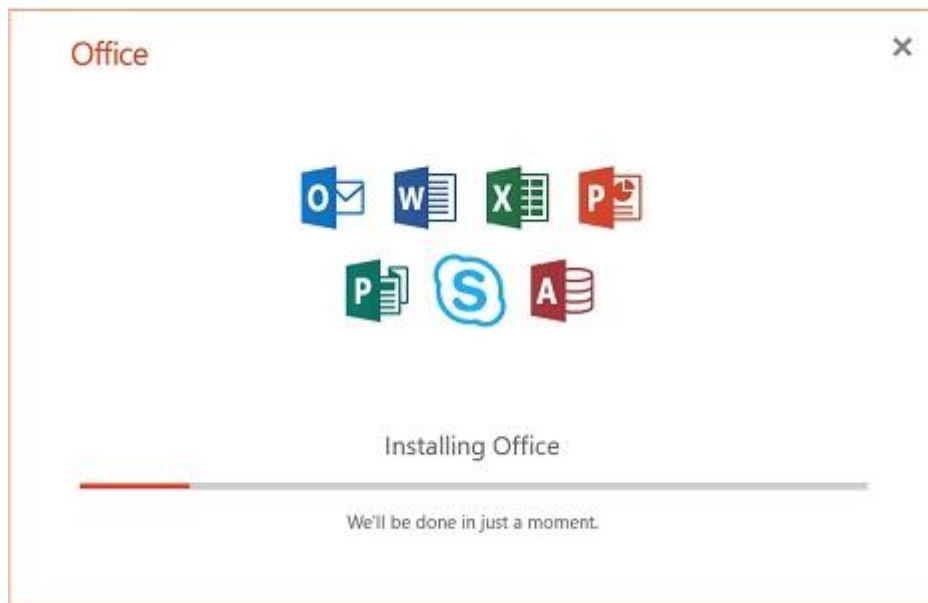 Office
O W X P
P S A
Installing Office
We'll be done in just a moment.